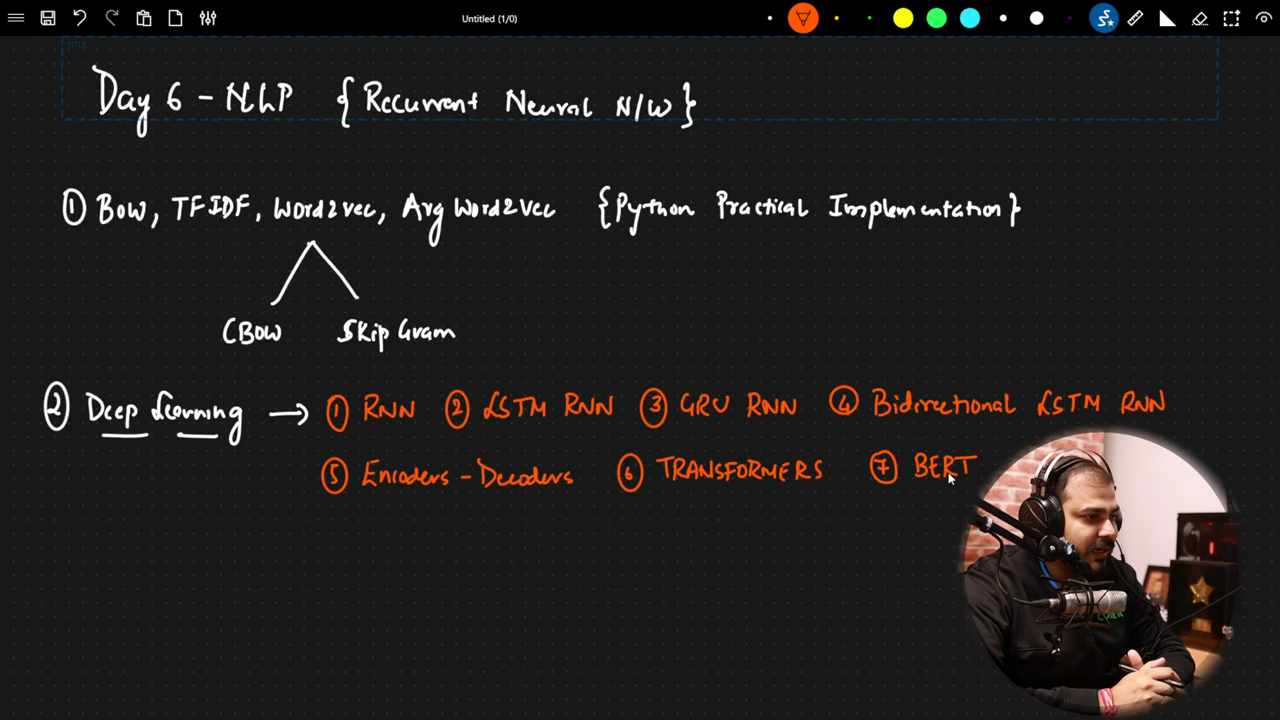 Untitled (1/0)
Title
Day 6 - NLP {Recurrent Neural N/W}
① BOW, TFIDF, Word2vec, Avg Word2Vec {Python Practical Implementation}
CBOW Skip Gram
② Deep Learning → ① RNN ② LSTM RNN ③ GRU RNN ④ Bidirectional LSTM RNN
⑤ Encoders - Decoders ⑥ TRANSFORMERS ⑦ BERT